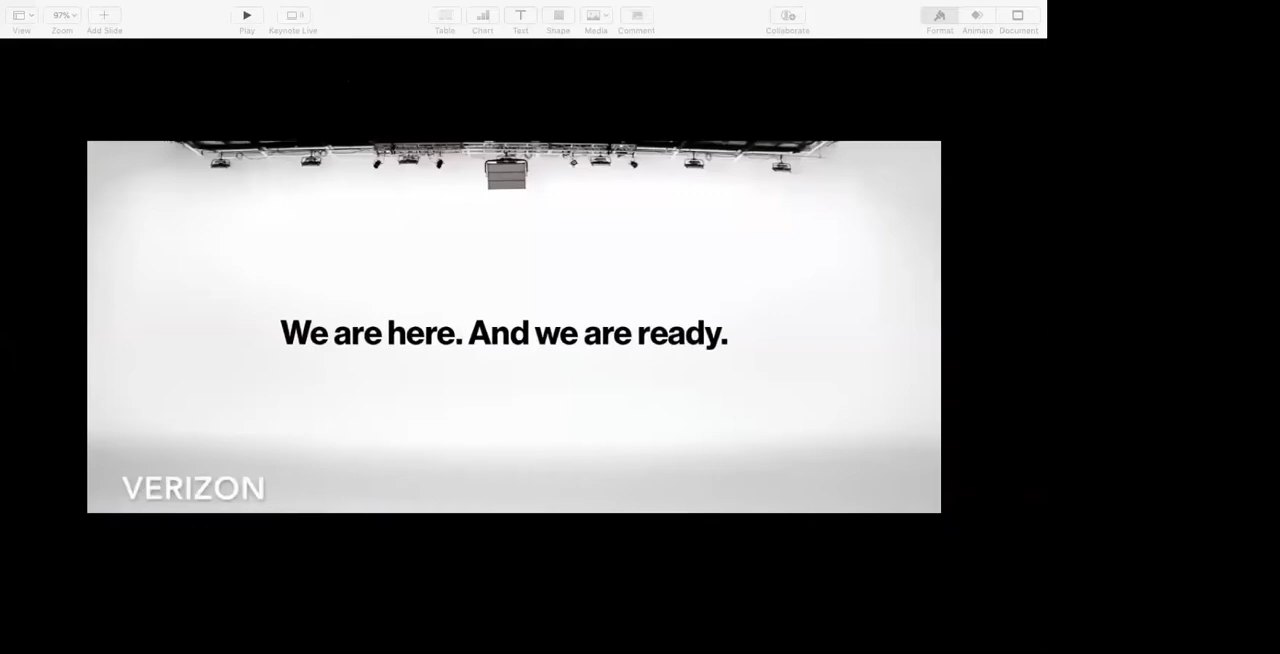 97%
View
Zoom
Add Slide
Play
Keynote Live
Table
Chart
Text
Shape
Media
Comment
Collaborate
Format
Animate
Document
We are here. And we are ready.
VERIZON